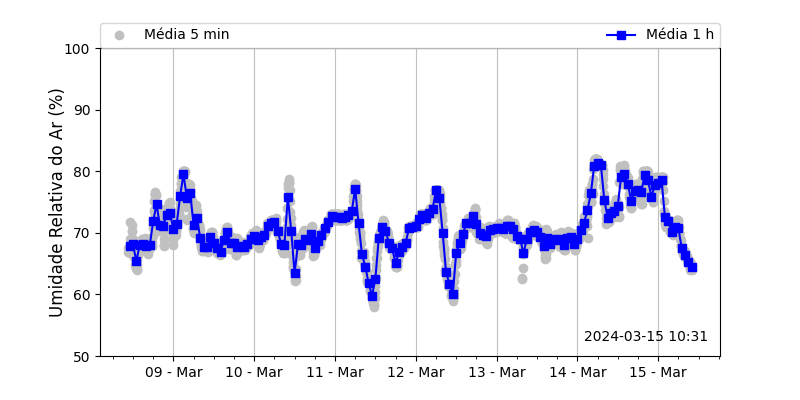 Média 5 min
Média 1 h
Umidade Relativa do Ar (%)
100
90
80
70
60
50
2024-03-15 10:31
09 - Mar
10 - Mar
11 - Mar
12 - Mar
13 - Mar
14 - Mar
15 - Mar